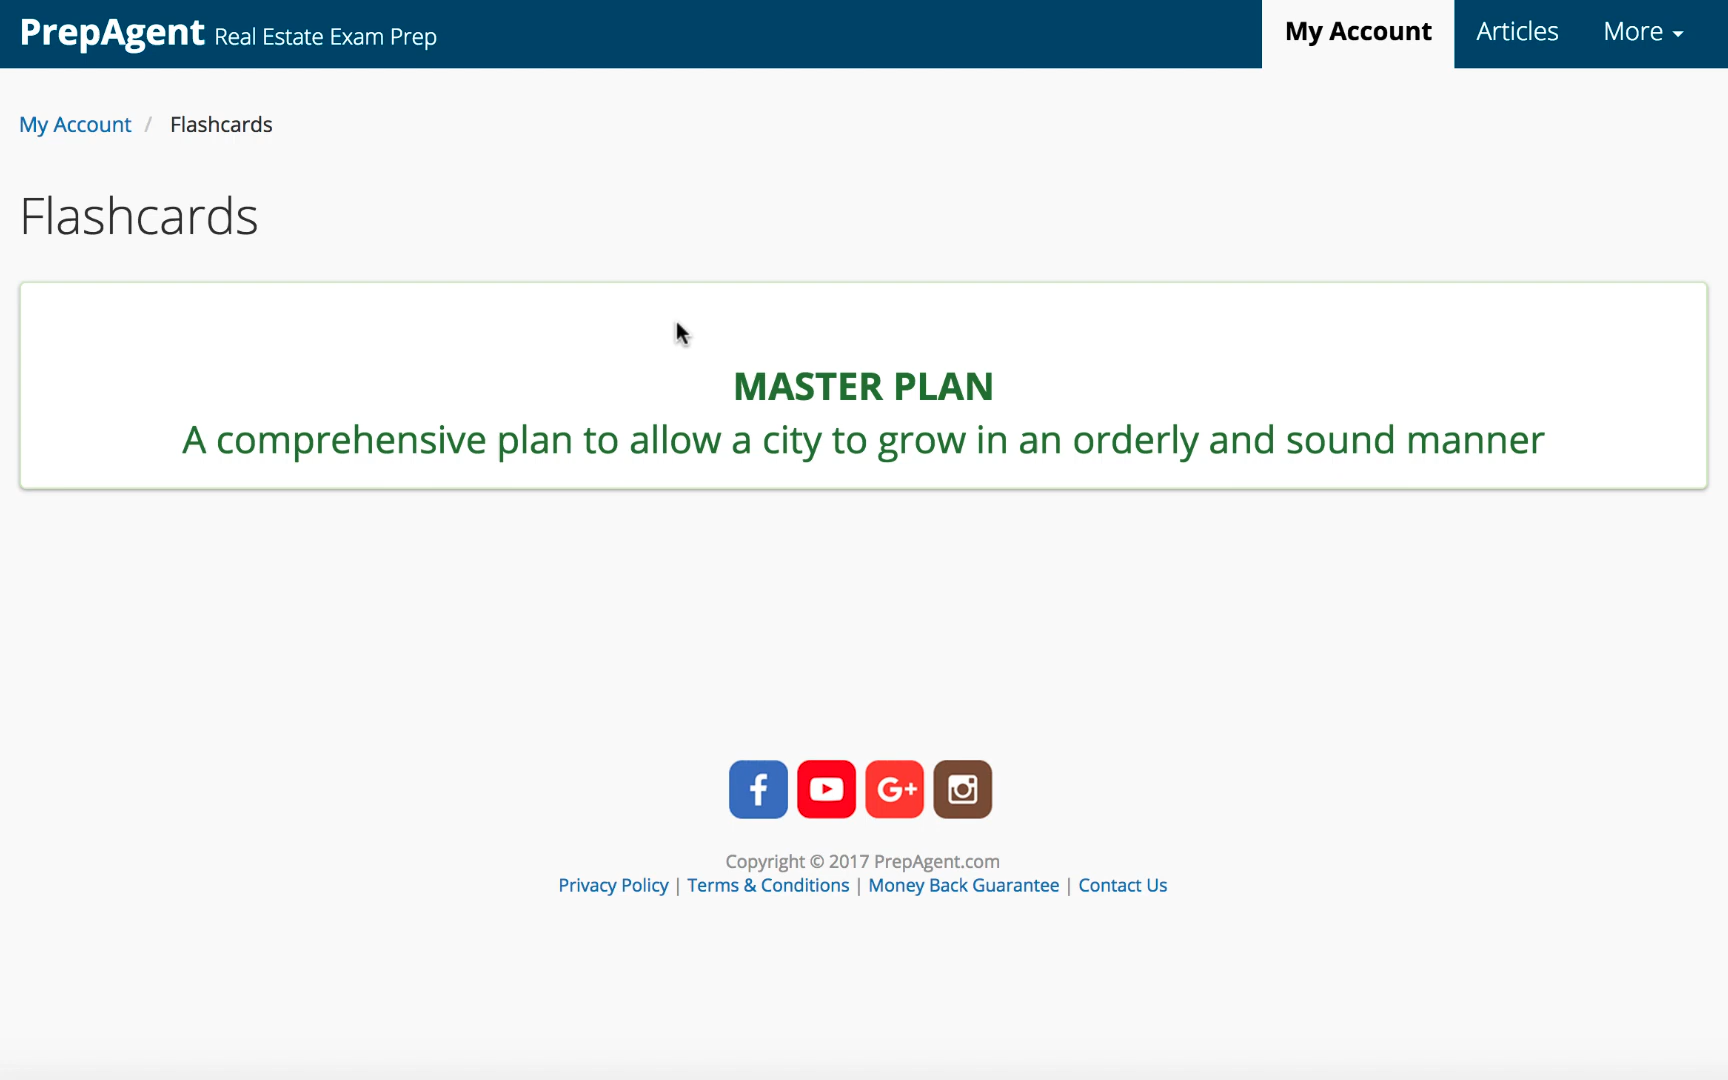 PrepAgent Real Estate Exam Prep
My Account
Articles
More
My Account / Flashcards
Flashcards
MASTER PLAN
A comprehensive plan to allow a city to grow in an orderly and sound manner
f
G+
Copyright © 2017 PrepAgent.com
Privacy Policy | Terms & Conditions | Money Back Guarantee | Contact Us